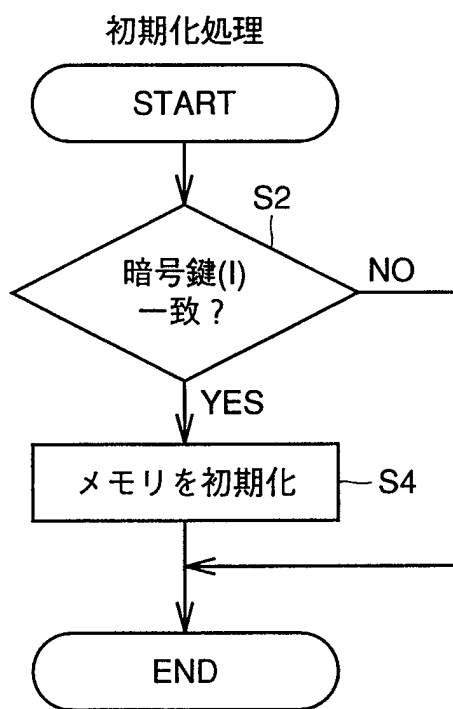 初期化処理
START
S2
暗号鍵(I)
一致？
NO
YES
メモリを初期化
S4
END